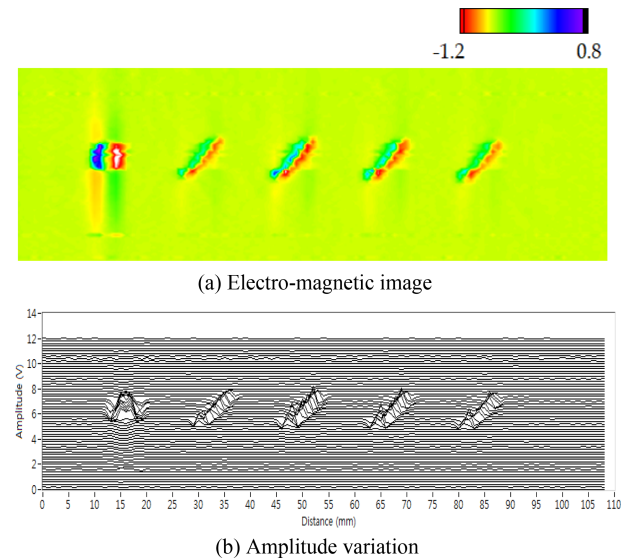 -1.2 0.8
(a) Electro-magnetic image
14
12
10
8
6
4
2
0
Amplitude (V)
0 5 10 15 20 25 30 35 40 45 50 55 60 65 70 75 80 85 90 95 100 105 110
Distance (mm)
(b) Amplitude variation